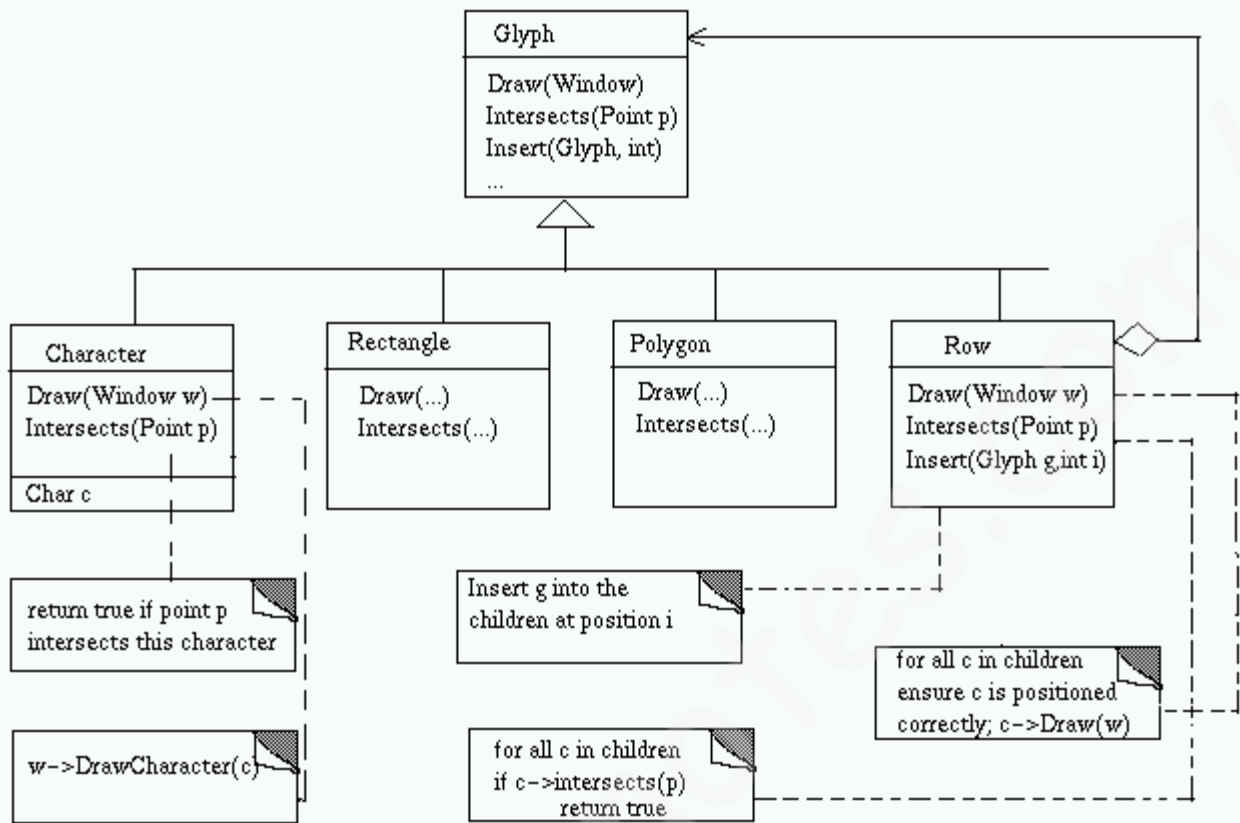 Glyph
Draw(Window)
Intersects(Point p)
Insert(Glyph, int)
...
Character
Draw(Window w)
Intersects(Point p)
Char c
Rectangle
Draw(...)
Intersects(...)
Polygon
Draw(...)
Intersects(...)
Row
Draw(Window w)
Intersects(Point p)
Insert(Glyph g,int i)
return true if point p
intersects this character
Insert g into the
children at position i
for all c in children
ensure c is positioned
correctly; c->Draw(w)
w->DrawCharacter(c)
for all c in children
if c->intersects(p)
return true